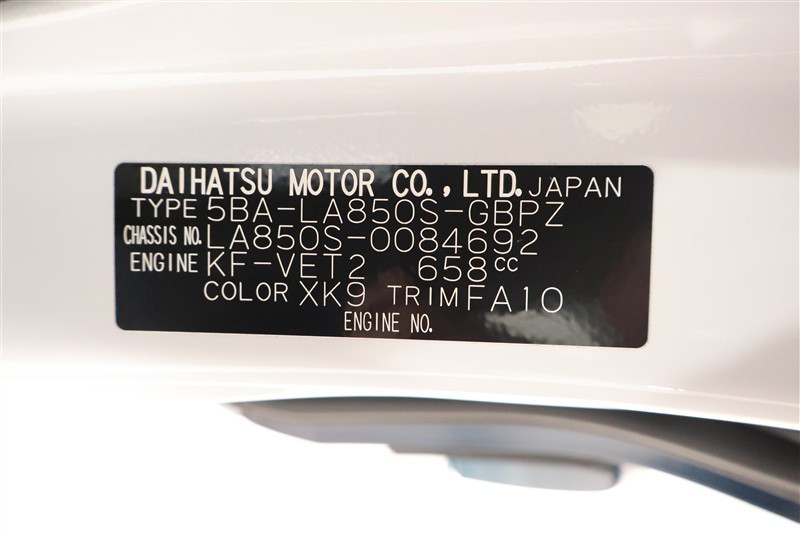 DAIHATSU MOTOR CO., LTD. JAPAN
TYPE 5BA-LA850S-GBPZ
CHASSIS NO. LA850S-0084692
ENGINE KF-VET2 658cc
COLOR XK9 TRIM FA10
ENGINE NO.